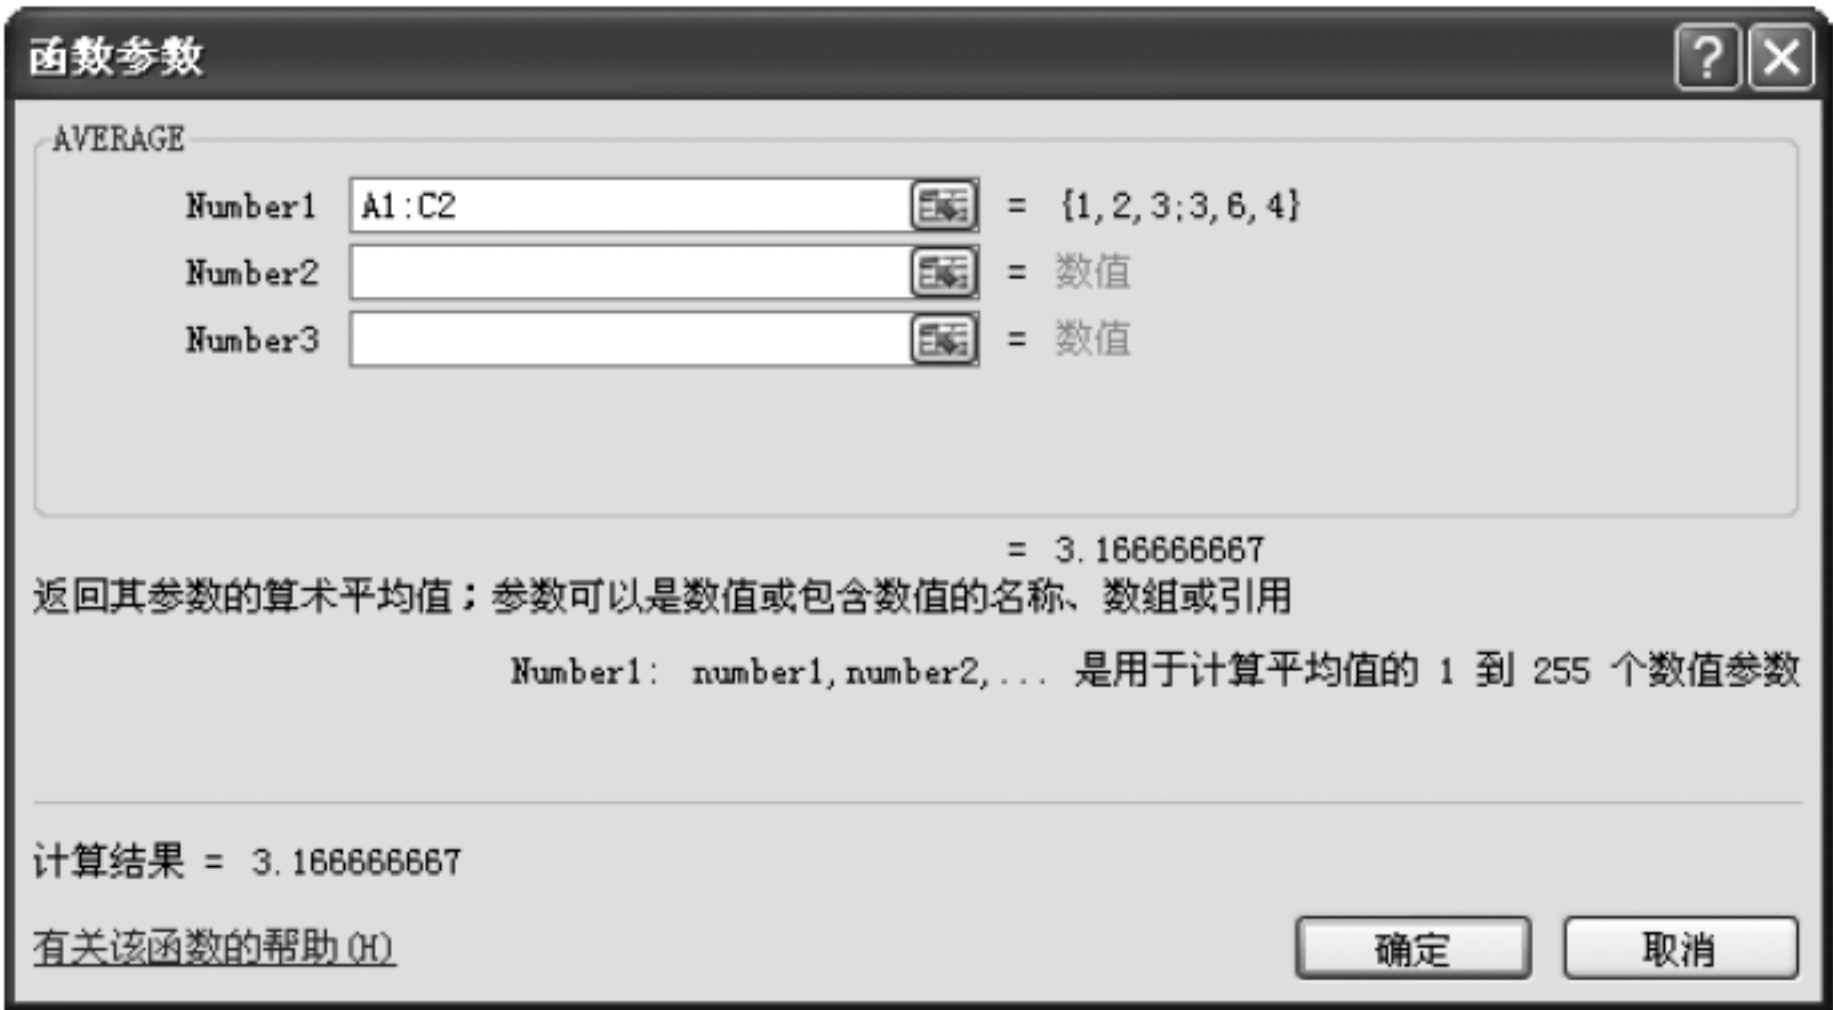 函数参数
AVERAGE
Number1 A1:C2 = {1,2,3;3,6,4}
Number2 = 数值
Number3 = 数值
= 3.166666667
返回其参数的算术平均值；参数可以是数值或包含数值的名称、数组或引用
Number1: number1,number2,... 是用于计算平均值的 1 到 255 个数值参数
计算结果 = 3.166666667
有关该函数的帮助(H)
确定 取消